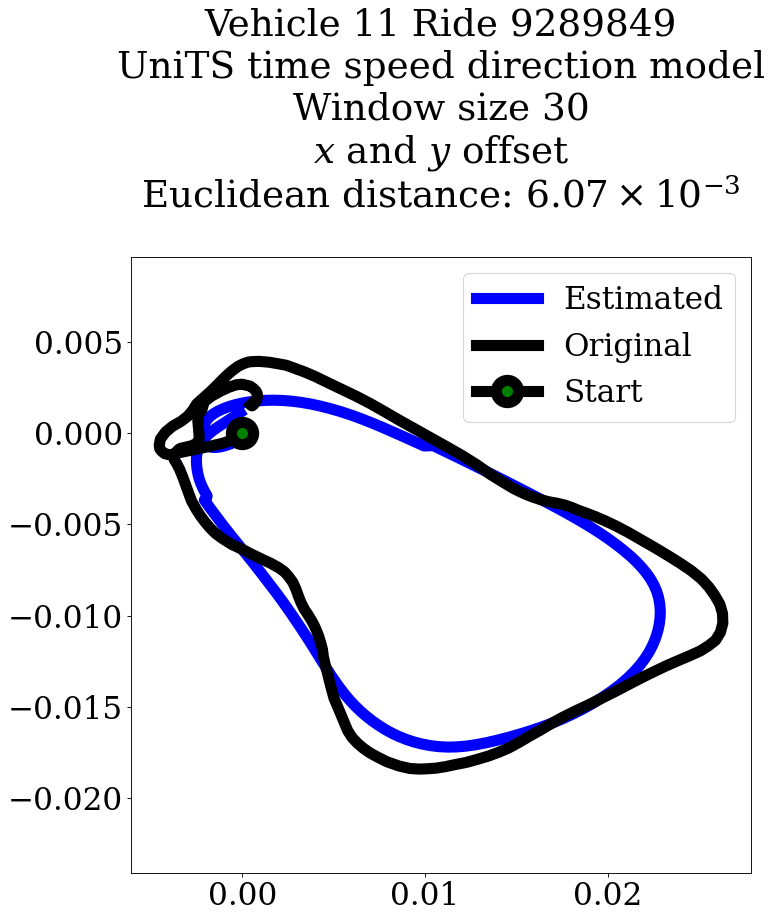 Vehicle 11 Ride 9289849
UniTS time speed direction model
Window size 30
x and y offset
Euclidean distance: 6.07 × 10⁻³
Estimated
Original
Start
0.005
0.000
−0.005
−0.010
−0.015
−0.020
0.00 0.01 0.02